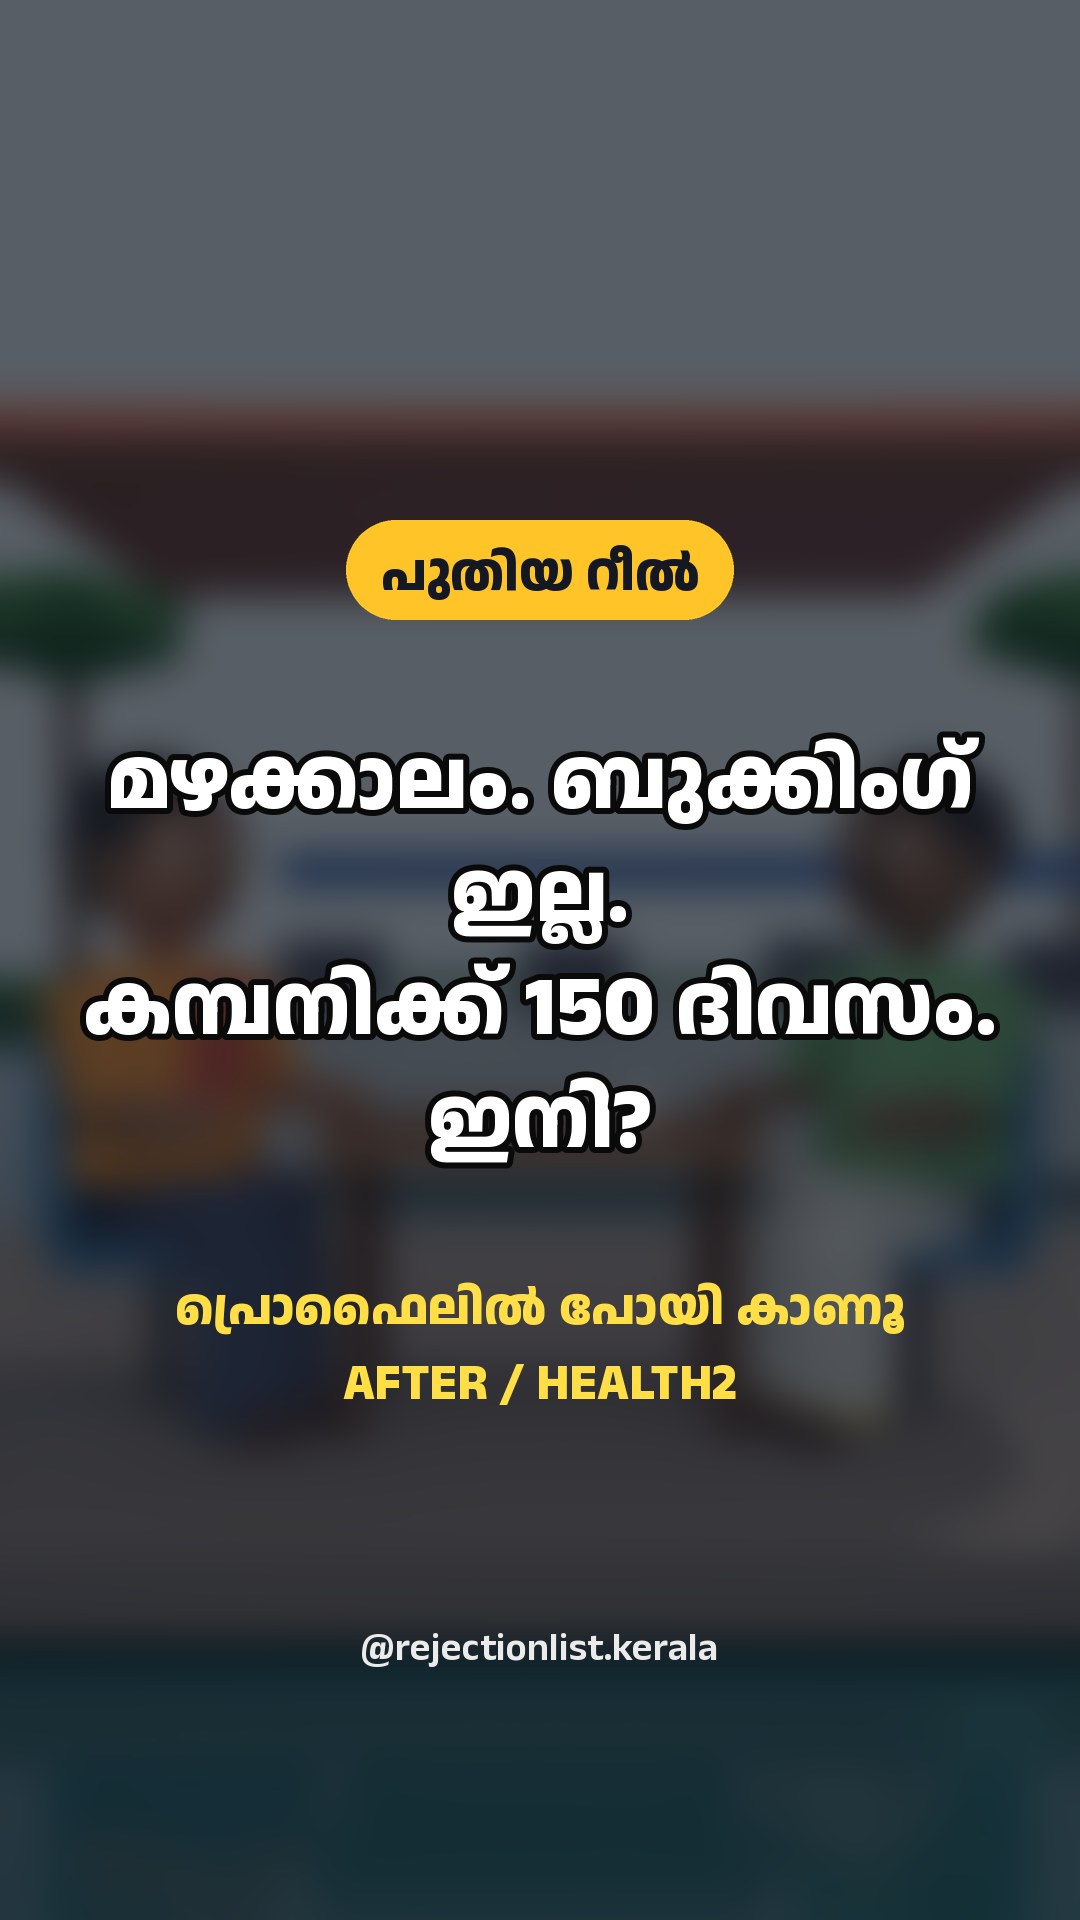 പുതിയ റീൽ
മഴക്കാലം. ബുക്കിംഗ്
ഇല്ല.
കമ്പനിക്ക് 150 ദിവസം.
ഇനി?
പ്രൊഫൈലിൽ പോയി കാണൂ
AFTER / HEALTH2
@rejectionlist.kerala